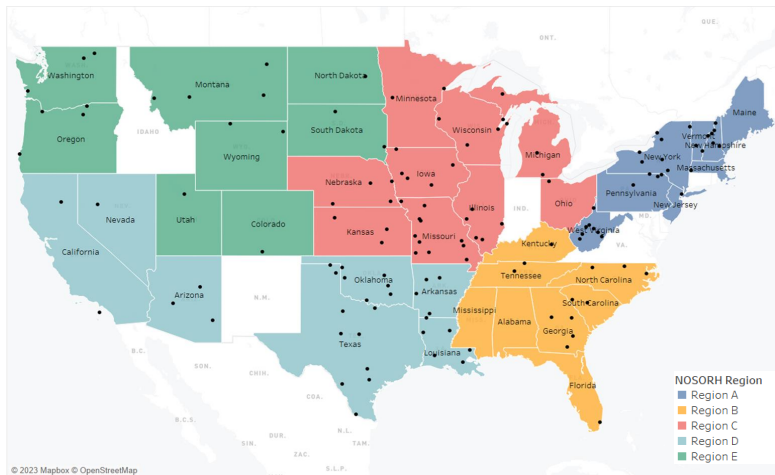 ONT.
QUE.
Washington
Montana
North Dakota
Minnesota
Maine
Oregon
IDAHO
South Dakota
Wisconsin
Michigan
Vermont
New Hampshire
New York
Massachusetts
Wyoming
Nebraska
Iowa
Pennsylvania
New Jersey
Nevada
Utah
Colorado
Kansas
Missouri
Illinois
IND.
Ohio
MD.
West Virginia
VA.
California
Kentucky
Arizona
N.M.
Oklahoma
Arkansas
Tennessee
North Carolina
South Carolina
Mississippi
Alabama
Georgia
Texas
Louisiana
Florida
B.C.
SON.
CHIH.
COA.
B.C.S.
N.L.
SIN.
DUR.
TAM.
ZAC.
S.L.P.
NOSORH Region
Region A
Region B
Region C
Region D
Region E
© 2023 Mapbox © OpenStreetMap